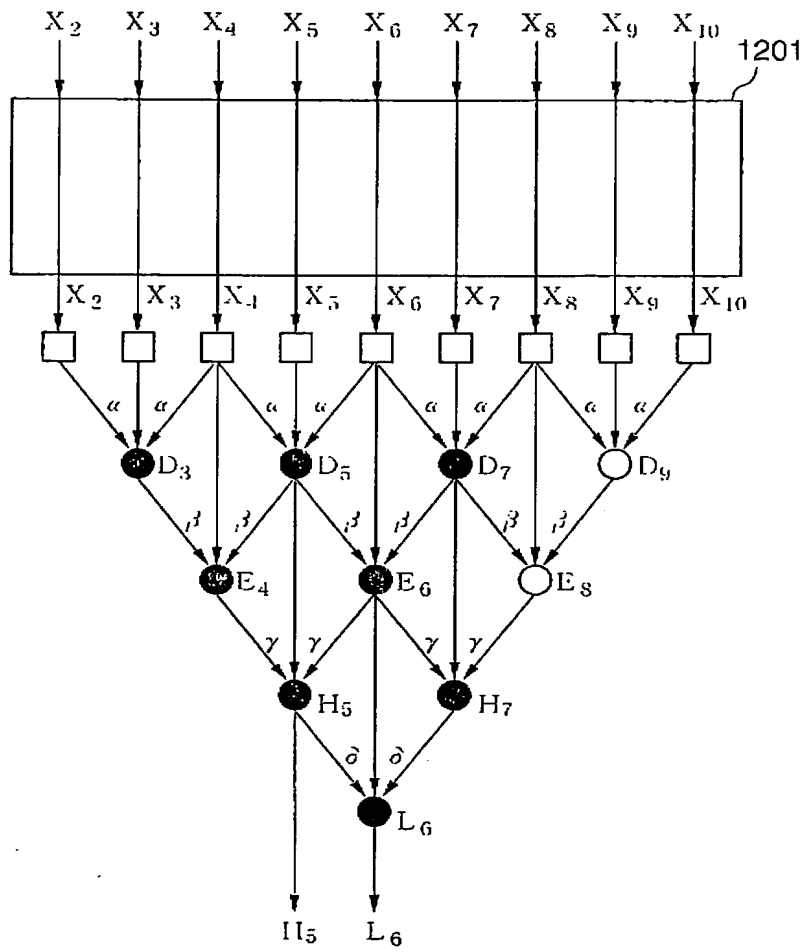 X2 X3 X4 X5 X6 X7 X8 X9 X10
1201
X2 X3 X4 X5 X6 X7 X8 X9 X10
α α α α α α α α
D3 D5 D7 D9
β β β β β β
E4 E6 E8
γ γ γ γ
H5 H7
δ δ
L6
H5 L6